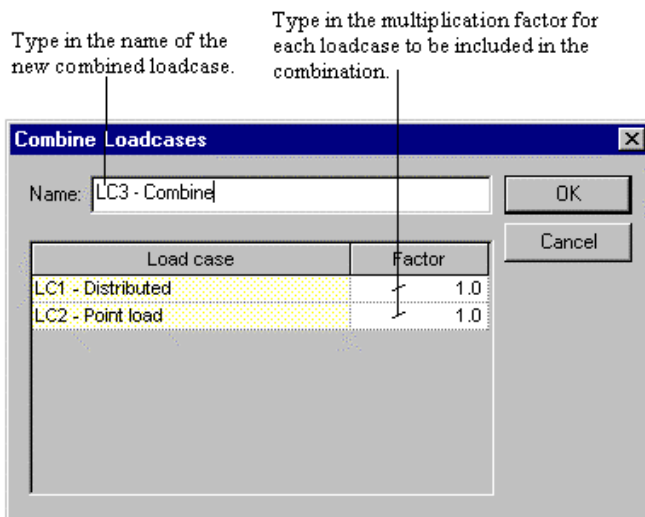 Type in the name of the
new combined loadcase.
Type in the multiplication factor for
each loadcase to be included in the
combination.
Combine Loadcases
Name: LC3 - Combine
OK
Cancel
Load case Factor
LC1 - Distributed 1.0
LC2 - Point load 1.0